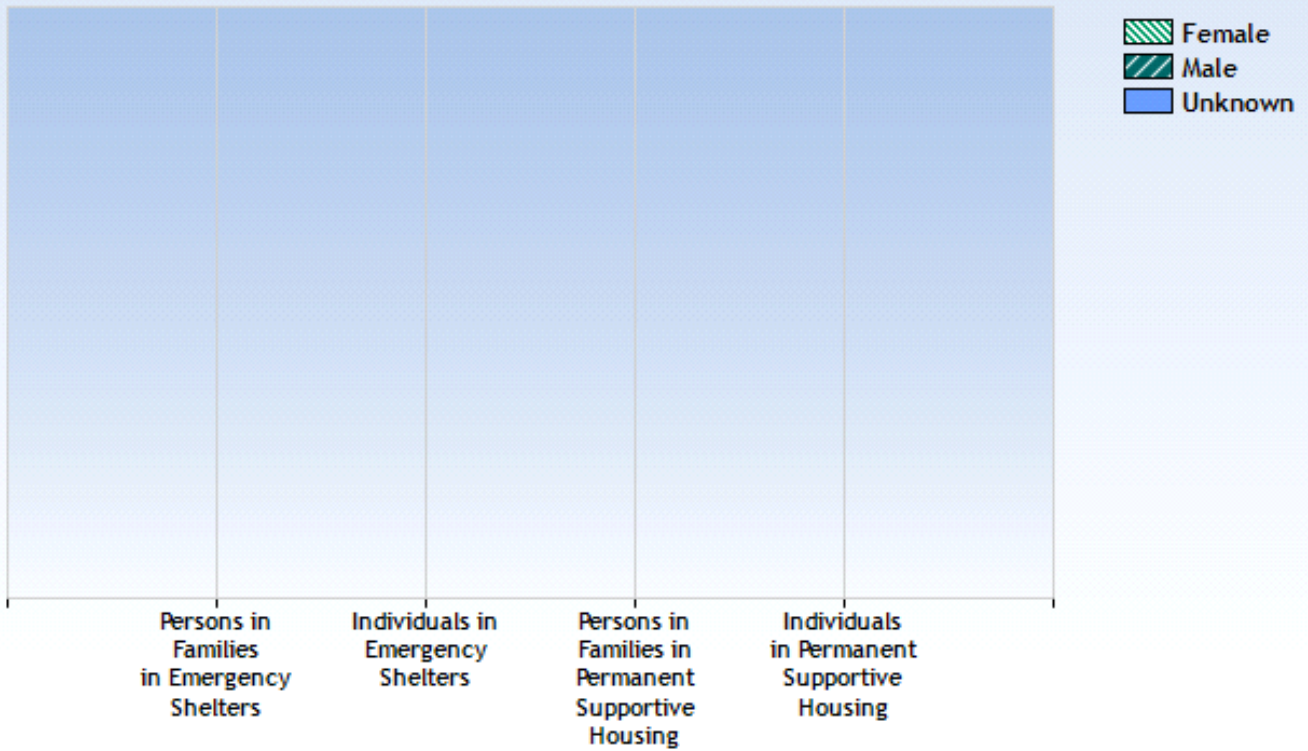 Female
Male
Unknown
Persons in
Families
in Emergency
Shelters
Individuals in
Emergency
Shelters
Persons in
Families in
Permanent
Supportive
Housing
Individuals
in Permanent
Supportive
Housing